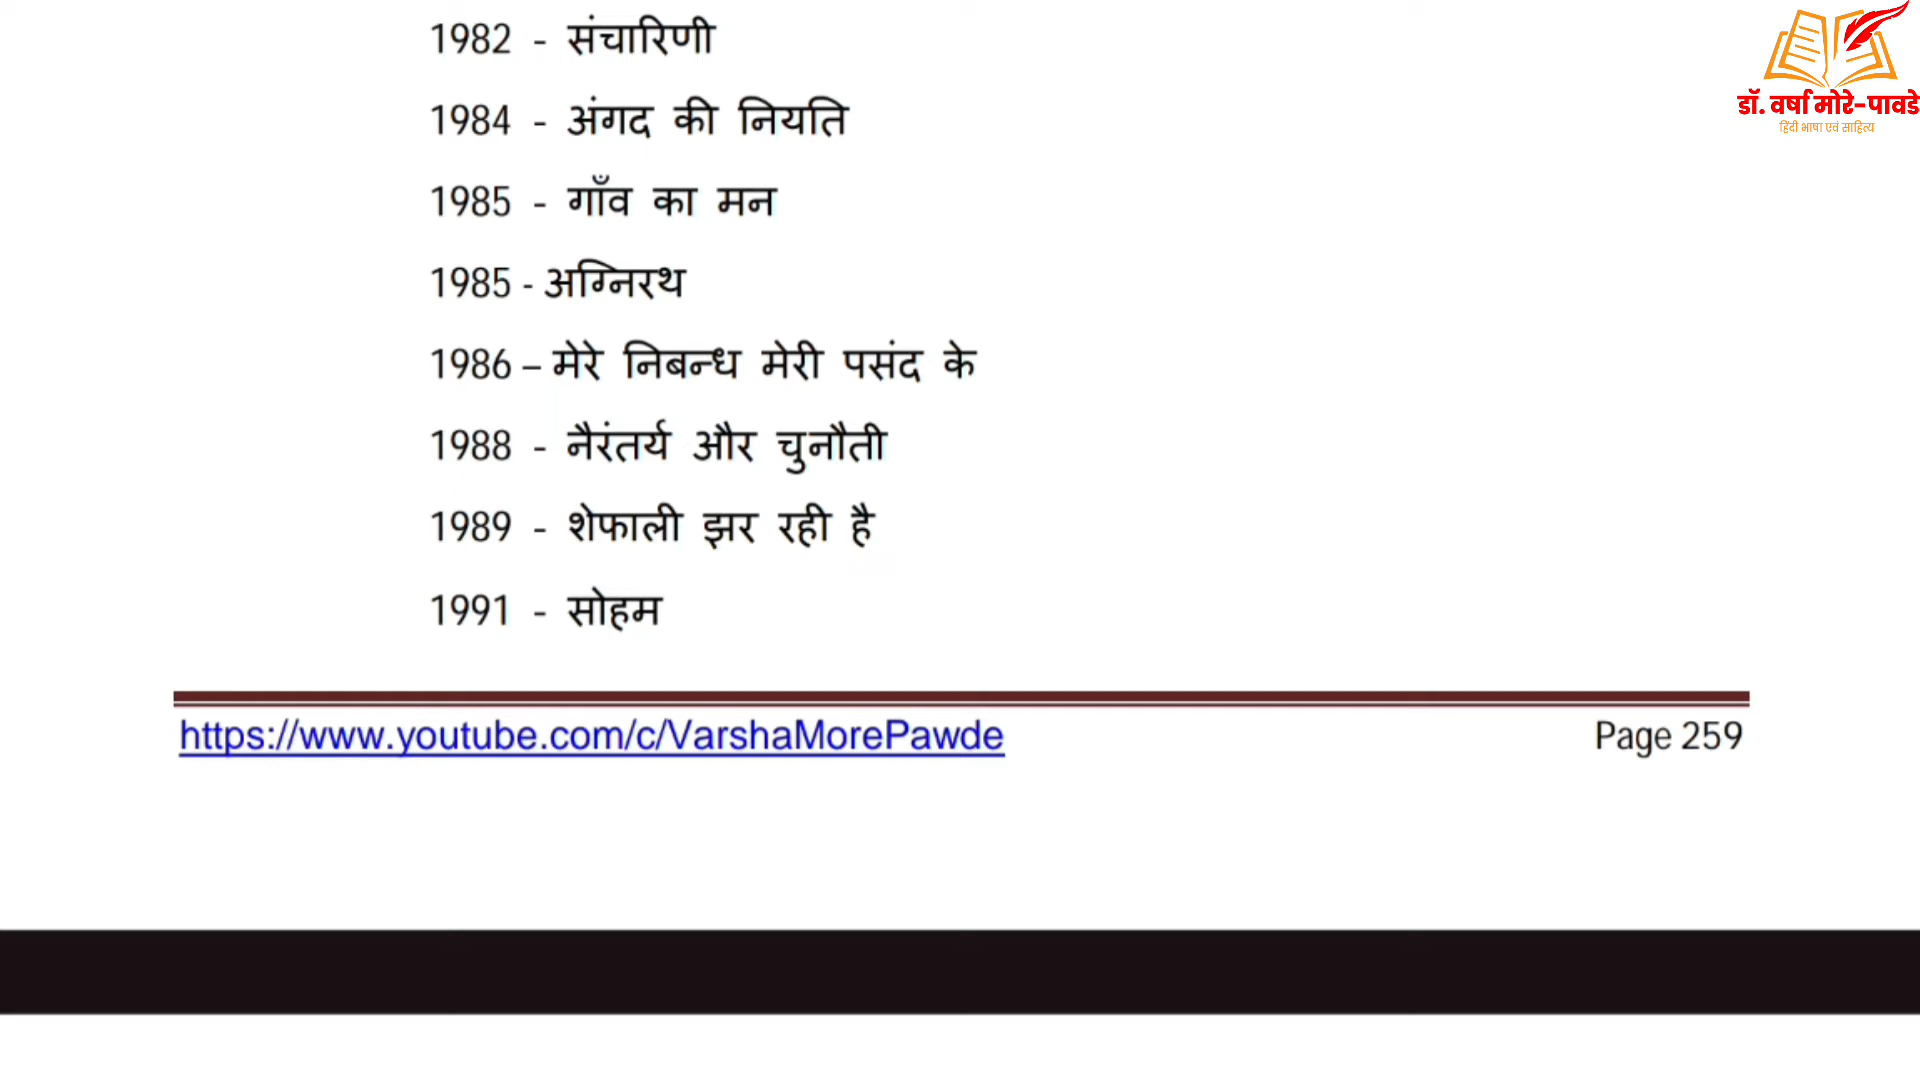 1982 - संचारिणी
डॉ. वर्षा मोरे-पावडे
हिंदी भाषा एवं साहित्य
1984 - अंगद की नियति
1985 - गाँव का मन
1985 - अग्निरथ
1986 – मेरे निबन्ध मेरी पसंद के
1988 - नैरंतर्य और चुनौती
1989 - शेफाली झर रही है
1991 - सोहम
https://www.youtube.com/c/VarshaMorePawde
Page 259